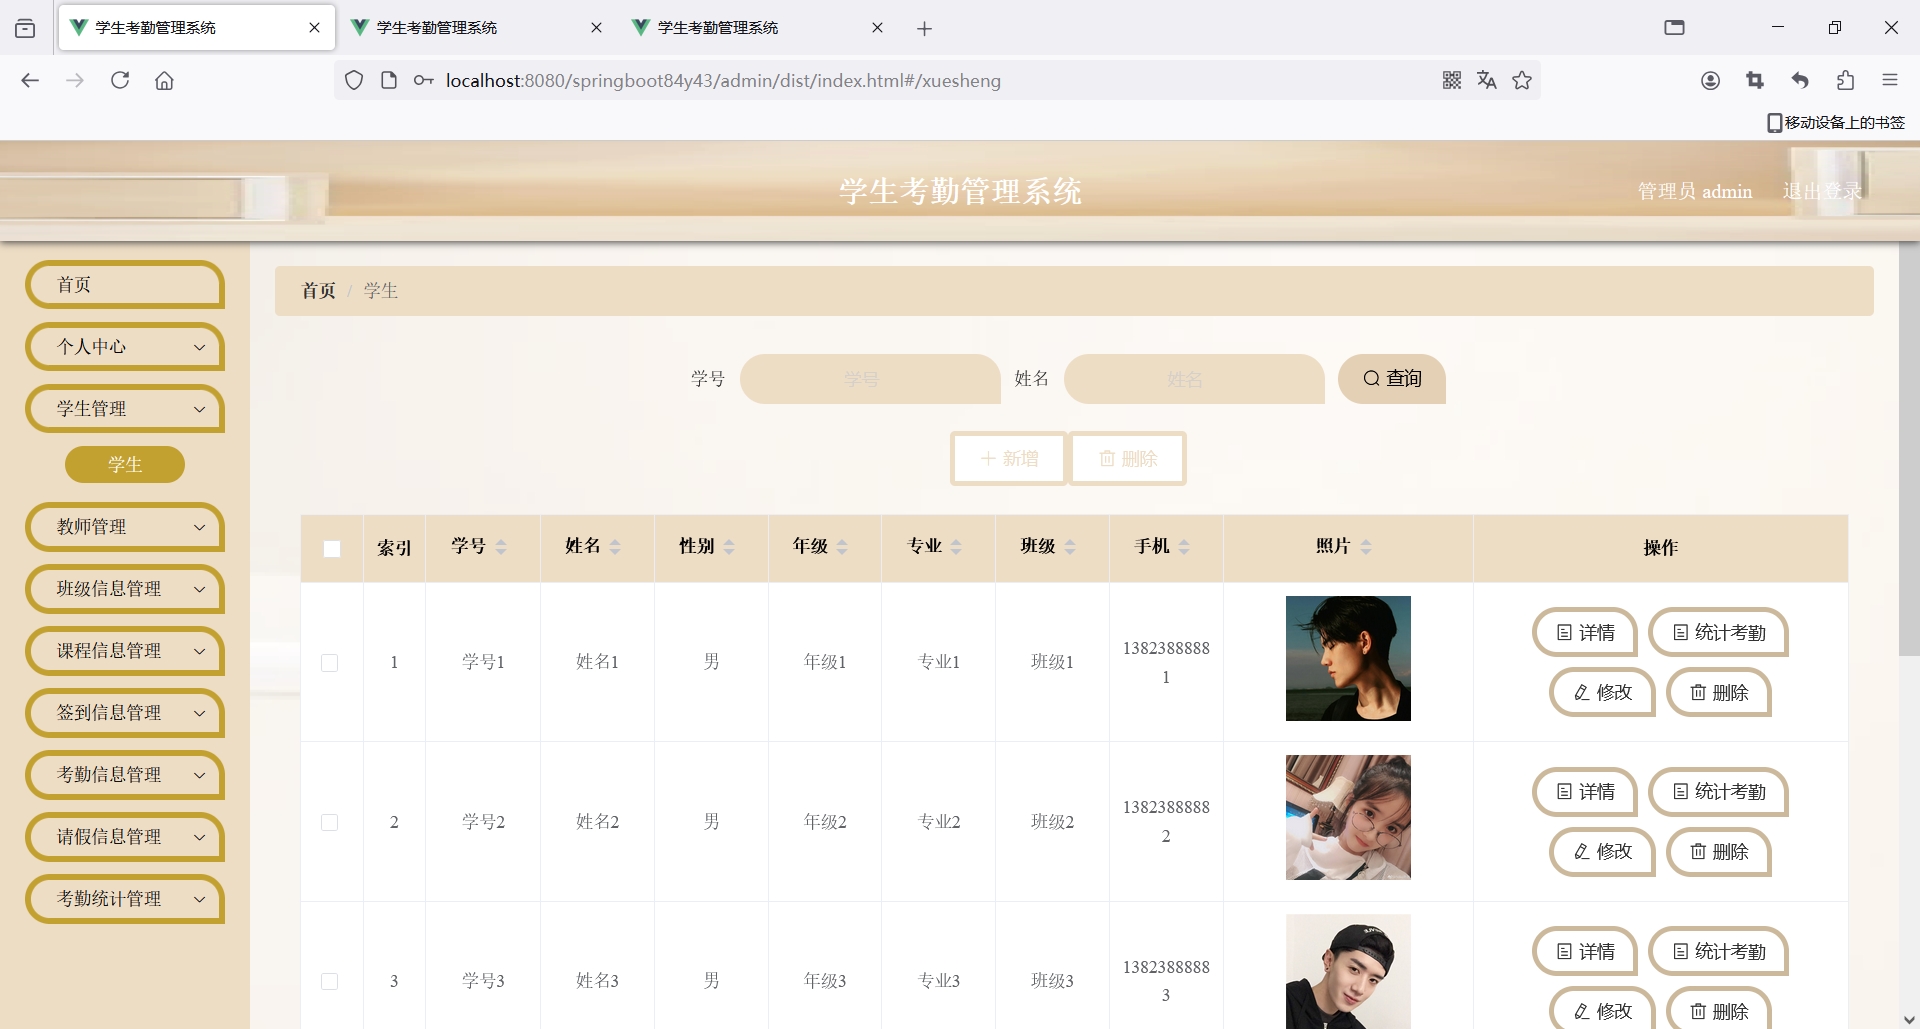 学生考勤管理系统
学生考勤管理系统
学生考勤管理系统
localhost:8080/springboot84y43/admin/dist/index.html#/xuesheng
移动设备上的书签
学生考勤管理系统
管理员 admin
退出登录
首页
个人中心
学生管理
学生
教师管理
班级信息管理
课程信息管理
签到信息管理
考勤信息管理
请假信息管理
考勤统计管理
首页 / 学生
学号 学号 姓名 姓名 查询
新增 删除
索引 学号 姓名 性别 年级 专业 班级 手机 照片 操作
1 学号1 姓名1 男 年级1 专业1 班级1 1382388888
1
详情 统计考勤
修改 删除
2 学号2 姓名2 男 年级2 专业2 班级2 1382388888
2
详情 统计考勤
修改 删除
3 学号3 姓名3 男 年级3 专业3 班级3 1382388888
3
详情 统计考勤
修改 删除